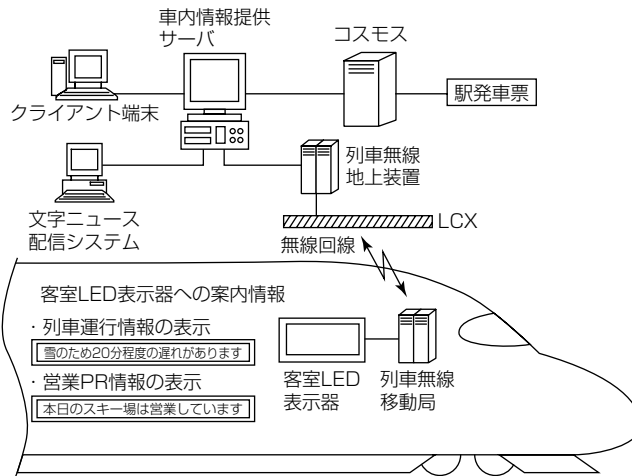 車内情報提供
サーバ
コスモス
クライアント端末
駅発車票
列車無線
地上装置
文字ニュース
配信システム
LCX
無線回線
客室LED表示器への案内情報
・列車運行情報の表示
雪のため20分程度の遅れがあります
・営業PR情報の表示
本日のスキー場は営業しています
客室LED
表示器
列車無線
移動局